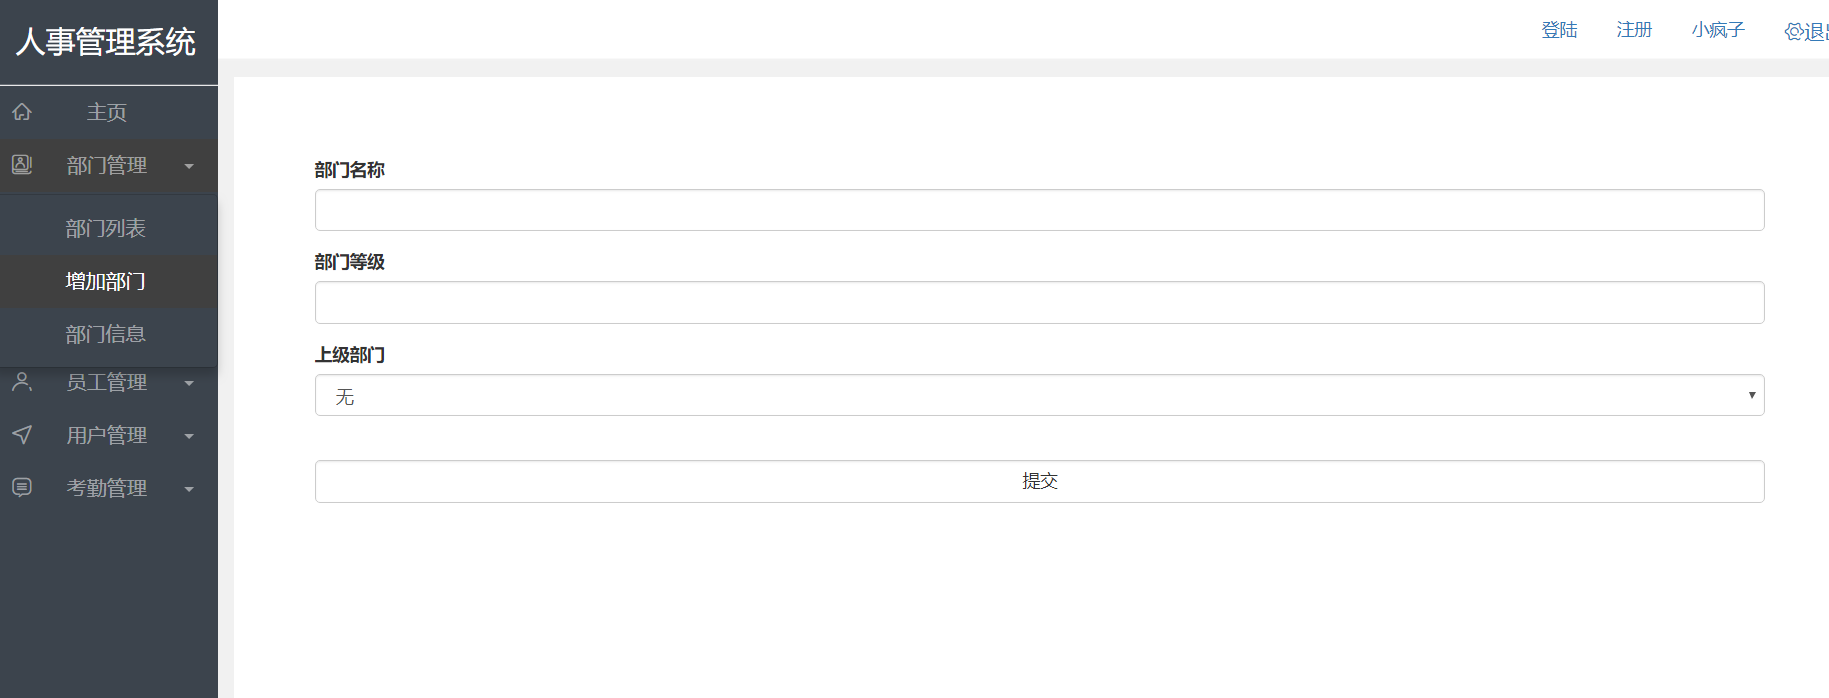 人事管理系统
登陆 注册 小疯子 退出
主页
部门管理
部门列表
增加部门
部门信息
员工管理
用户管理
考勤管理
部门名称
部门等级
上级部门
无
提交